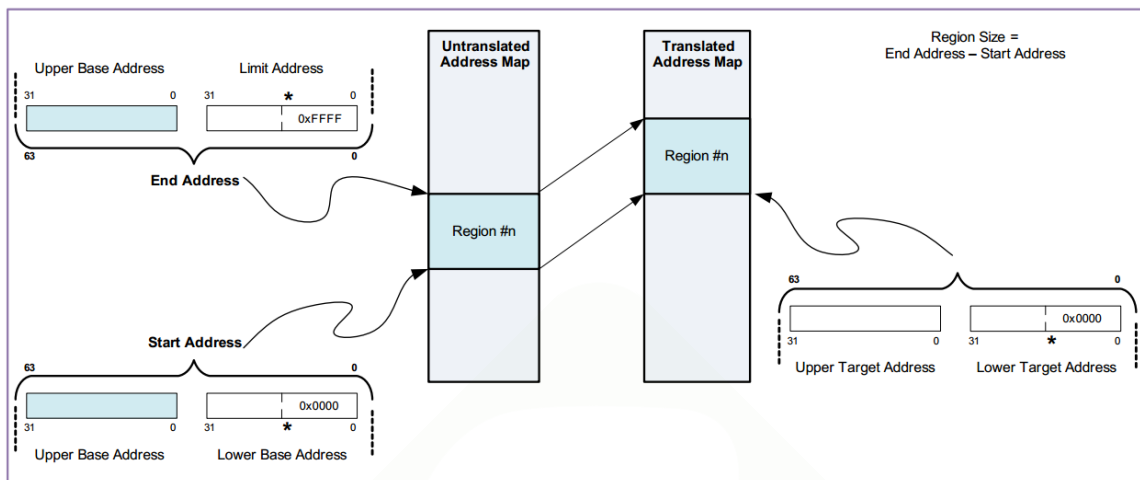 Untranslated
Address Map
Translated
Address Map
Region Size =
End Address – Start Address
Upper Base Address
Limit Address
31
0
31
*
0
0xFFFF
63
0
End Address
Region #n
Region #n
Start Address
63
0
0x0000
31
0
31
*
0
Upper Base Address
Lower Base Address
63
0
0x0000
31
0
31
*
0
Upper Target Address
Lower Target Address